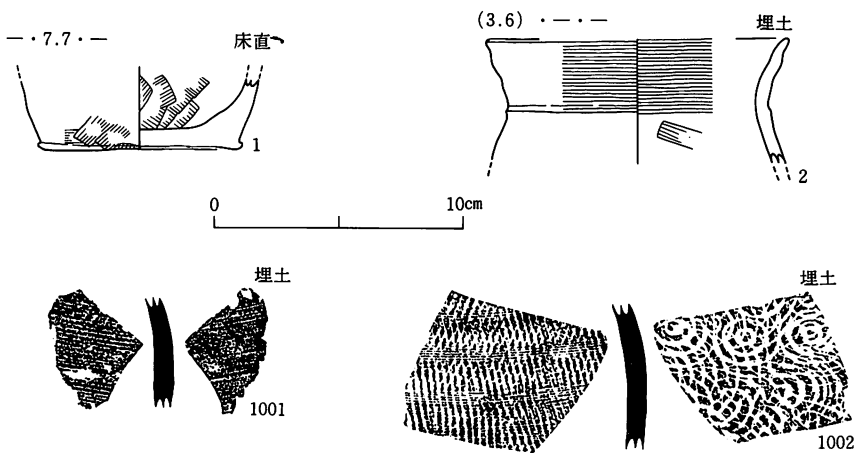 — · 7.7 · — 床直
1
(3.6) · — · — 埋土
2
0 10cm
埋土
1001
埋土
1002